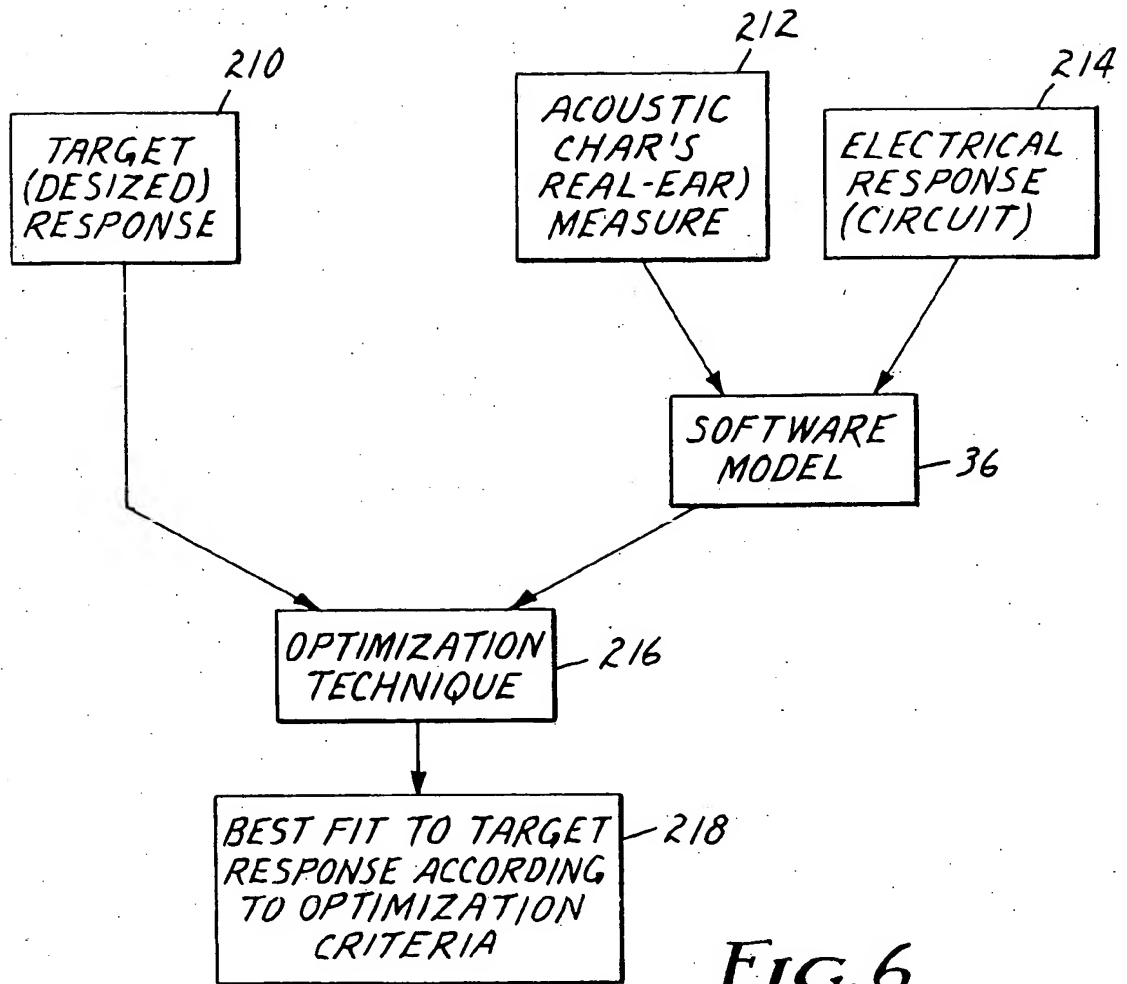 210
TARGET
(DESIZED)
RESPONSE
212
ACOUSTIC
CHAR'S
REAL-EAR)
MEASURE
214
ELECTRICAL
RESPONSE
(CIRCUIT)
SOFTWARE
MODEL
36
OPTIMIZATION
TECHNIQUE
216
BEST FIT TO TARGET
RESPONSE ACCORDING
TO OPTIMIZATION
CRITERIA
218
FIG. 6